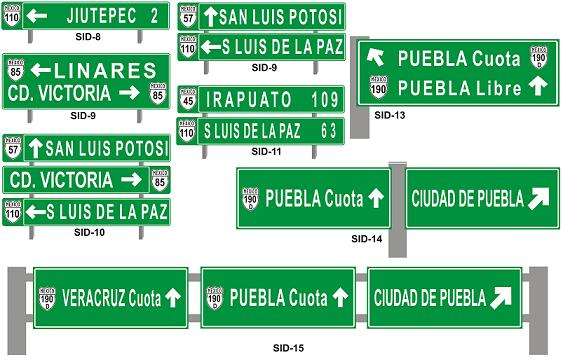 MEXICO 110 ← JIUTEPEC 2
SID-8
MEXICO 85 ← LINARES
CD. VICTORIA → MEXICO 85
SID-9
MEXICO 57 ↑ SAN LUIS POTOSI
CD. VICTORIA → MEXICO 85
MEXICO 110 ← S LUIS DE LA PAZ
SID-10
MEXICO 57 ↑ SAN LUIS POTOSI
MEXICO 110 ← S LUIS DE LA PAZ
SID-9
MEXICO 45 IRAPUATO 109
MEXICO 110 S LUIS DE LA PAZ 63
SID-11
↖ PUEBLA Cuota MEXICO 190 D
MEXICO 190 PUEBLA Libre ↑
SID-13
MEXICO 190 D PUEBLA Cuota ↑
CIUDAD DE PUEBLA ↗
SID-14
MEXICO 190 D VERACRUZ Cuota ↑
MEXICO 190 D PUEBLA Cuota ↑
CIUDAD DE PUEBLA ↗
SID-15